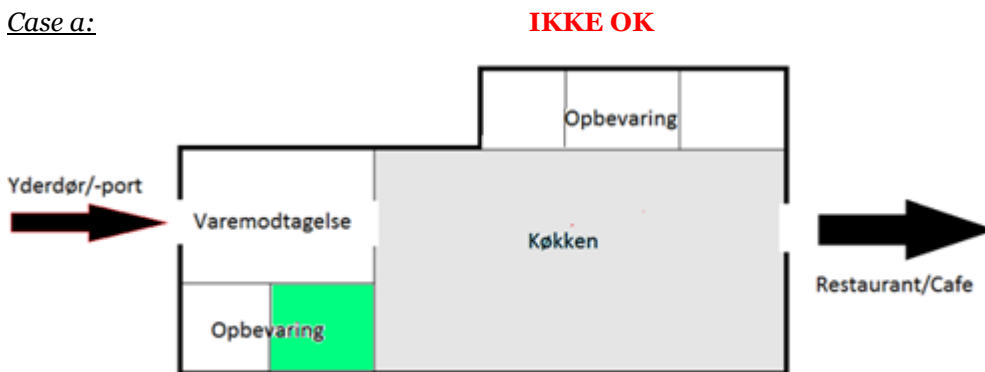 Case a:
IKKE OK
Opbevaring
Yderdør/-port
Varemodtagelse
Køkken
Restaurant/Cafe
Opbevaring